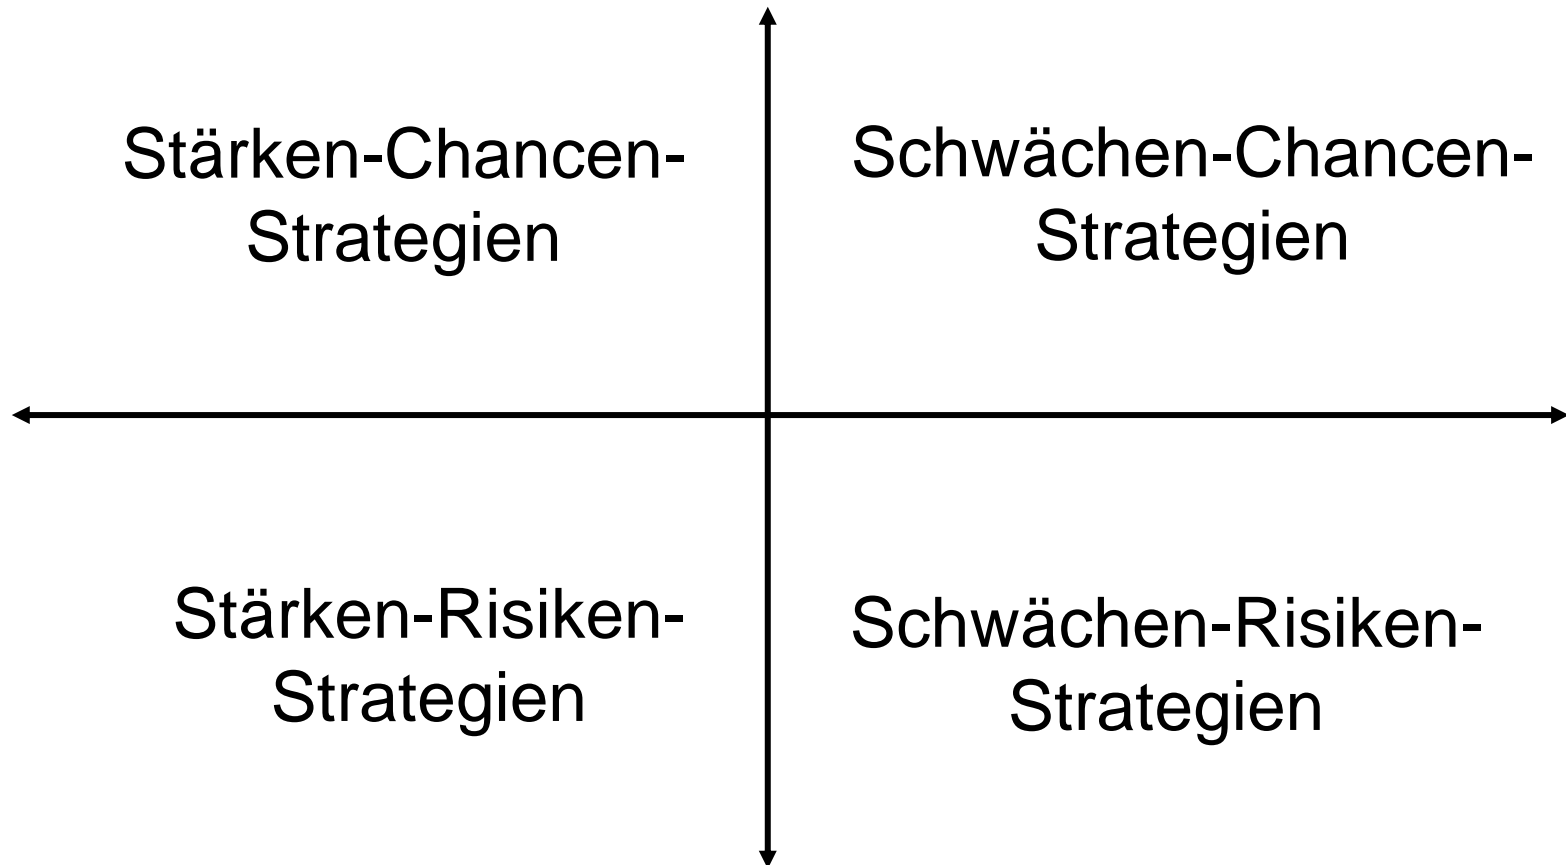 Stärken-Chancen-
Strategien
Schwächen-Chancen-
Strategien
Stärken-Risiken-
Strategien
Schwächen-Risiken-
Strategien